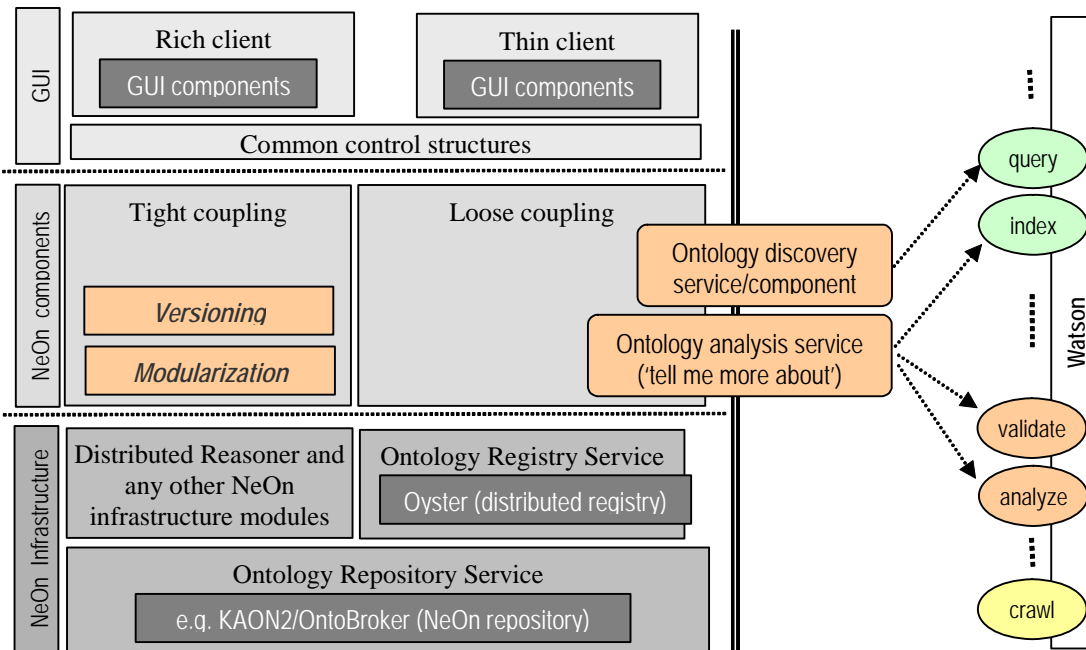 GUI
Rich client
GUI components
Thin client
GUI components
Common control structures
NeOn components
Tight coupling
Versioning
Modularization
Loose coupling
Ontology discovery
service/component
Ontology analysis service
(‘tell me more about’)
NeOn Infrastructure
Distributed Reasoner and
any other NeOn
infrastructure modules
Ontology Registry Service
Oyster (distributed registry)
Ontology Repository Service
e.g. KAON2/OntoBroker (NeOn repository)
query
index
validate
analyze
crawl
Watson